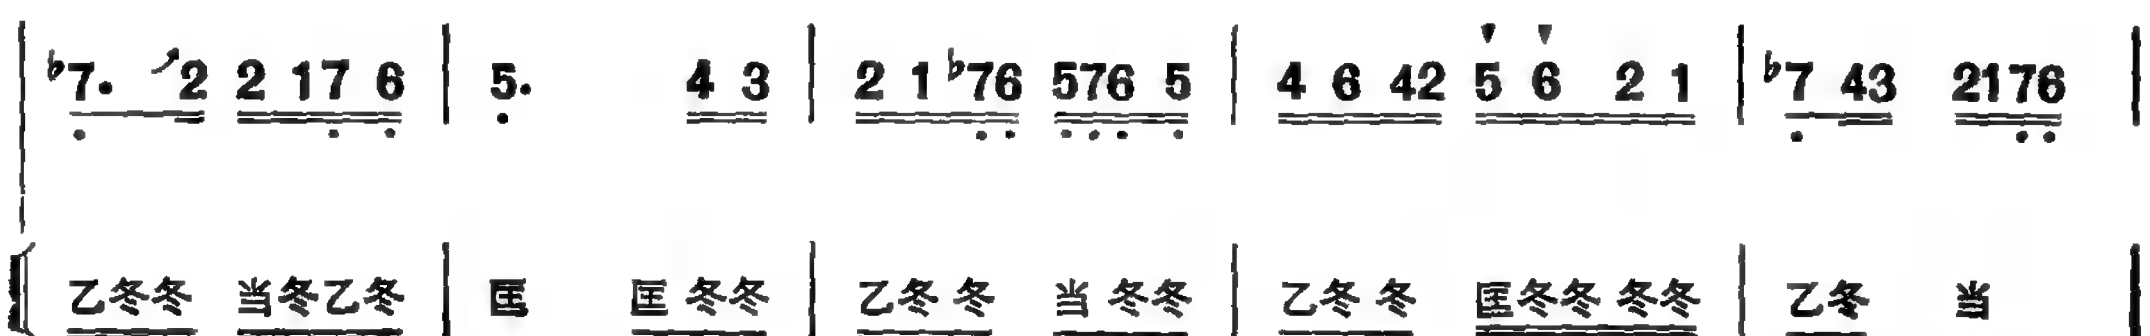 ♭7. 2 2 17 6 | 5. 4 3 | 2 1 ♭76 576 5 | 4 6 42 5 6 2 1 | ♭7 43 2176 |
乙冬冬 当冬乙冬 | 匡 匡 冬冬 | 乙冬 冬 当 冬冬 | 乙冬 冬 匡冬冬 冬冬 | 乙冬 当 |